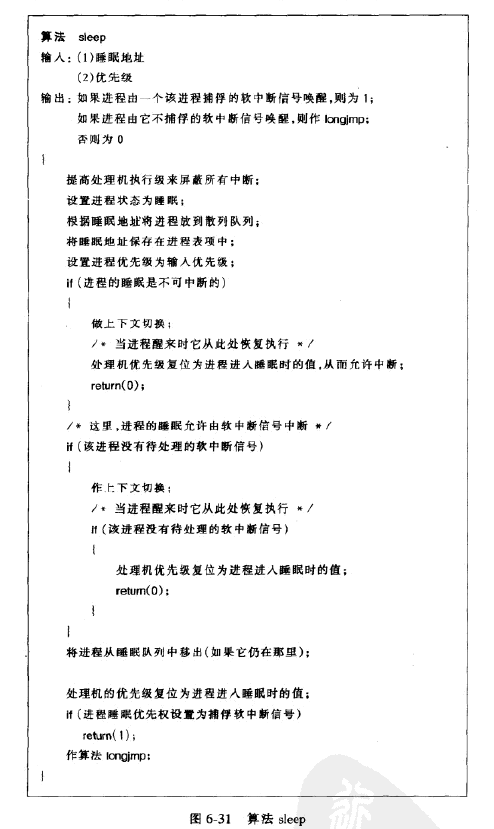 算法 sleep
输入：(1)睡眠地址
(2)优先级
输出：如果进程由一个该进程捕俘的软中断信号唤醒,则为 1；
如果进程由它不捕俘的软中断信号唤醒,则作 longjmp；
否则为 0
{
提高处理机执行级来屏蔽所有中断；
设置进程状态为睡眠；
根据睡眠地址将进程放到散列队列；
将睡眠地址保存在进程表项中；
设置进程优先级为输入优先级；
if (进程的睡眠是不可中断的)
{
做上下文切换；
/* 当进程醒来时它从此处恢复执行 */
处理机优先级复位为进程进入睡眠时的值,从而允许中断；
return(0)；
}
/* 这里,进程的睡眠允许由软中断信号中断 */
if (该进程没有待处理的软中断信号)
{
作上下文切换；
/* 当进程醒来时它从此处恢复执行 */
if (该进程没有待处理的软中断信号)
{
处理机优先级复位为进程进入睡眠时的值；
return(0)；
}
}
将进程从睡眠队列中移出(如果它仍在那里)；
处理机的优先级复位为进程进入睡眠时的值；
if (进程睡眠优先权设置为捕俘软中断信号)
return(1)；
作算法 longjmp；
}
图 6-31 算法 sleep